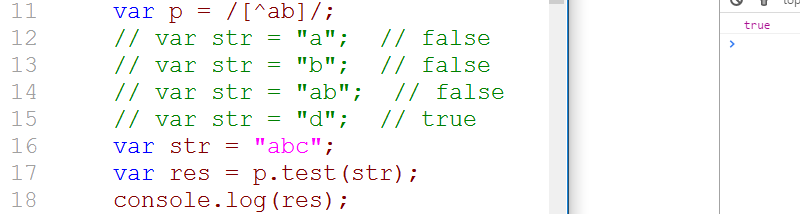 11 var p = /[^ab]/;
12 // var str = "a"; // false
13 // var str = "b"; // false
14 // var str = "ab"; // false
15 // var str = "d"; // true
16 var str = "abc";
17 var res = p.test(str);
18 console.log(res);
true
>